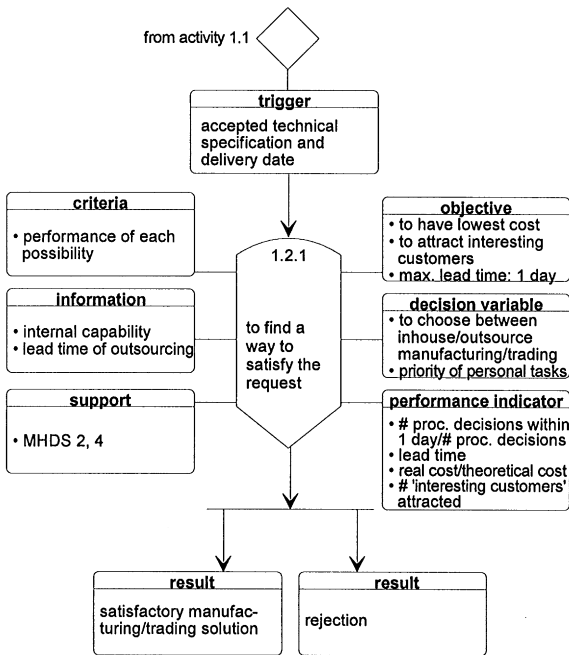 from activity 1.1
trigger
accepted technical
specification and
delivery date
criteria
• performance of each
possibility
information
• internal capability
• lead time of outsourcing
support
• MHDS 2, 4
1.2.1
to find a
way to
satisfy the
request
objective
• to have lowest cost
• to attract interesting
customers
• max. lead time: 1 day
decision variable
• to choose between
inhouse/outsource
manufacturing/trading
• priority of personal tasks
performance indicator
• # proc. decisions within
1 day/# proc. decisions
• lead time
• real cost/theoretical cost
• # 'interesting customers'
attracted
result
satisfactory manufac-
turing/trading solution
result
rejection